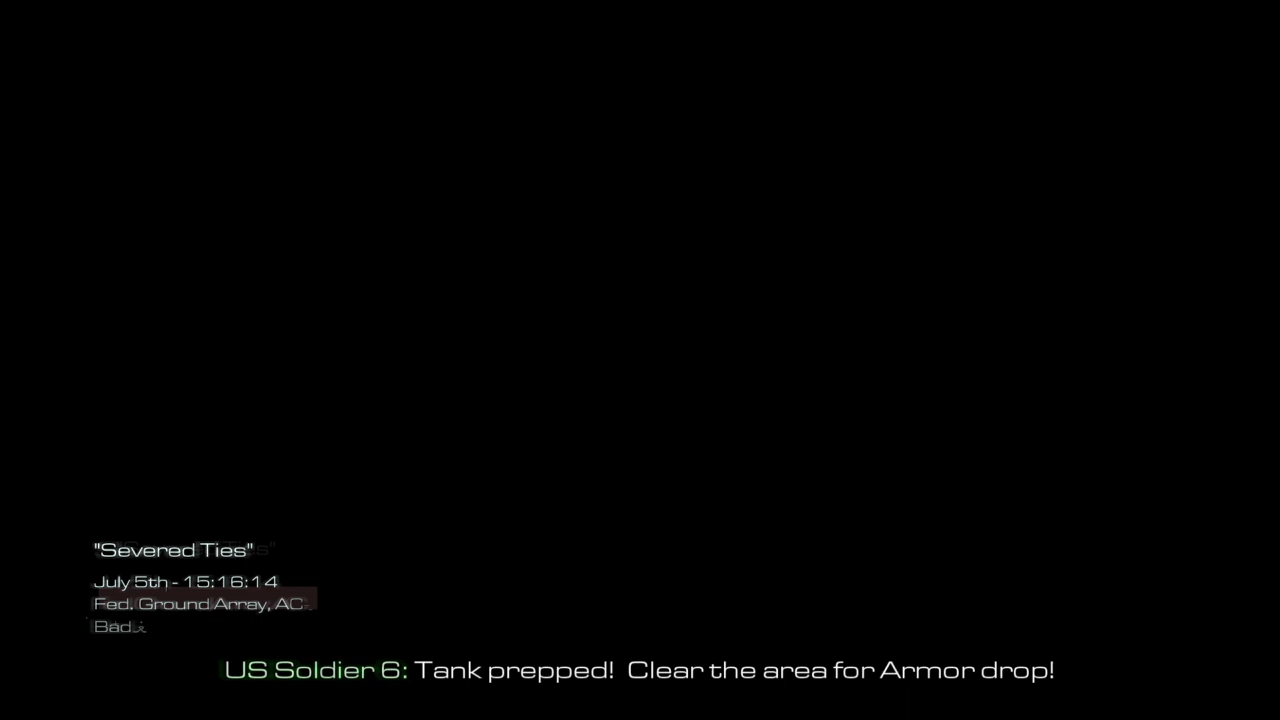 "Severed Ties"
July 5th - 15:16:14
Fed. Ground Array, AC
US Soldier 6: Tank prepped!  Clear the area for Armor drop!